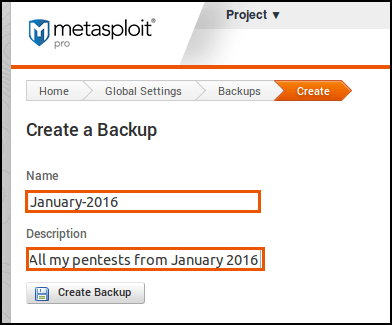 metasploit®
pro
Project ▼
Home
Global Settings
Backups
Create
Create a Backup
Name
January-2016
Description
All my pentests from January 2016
Create Backup